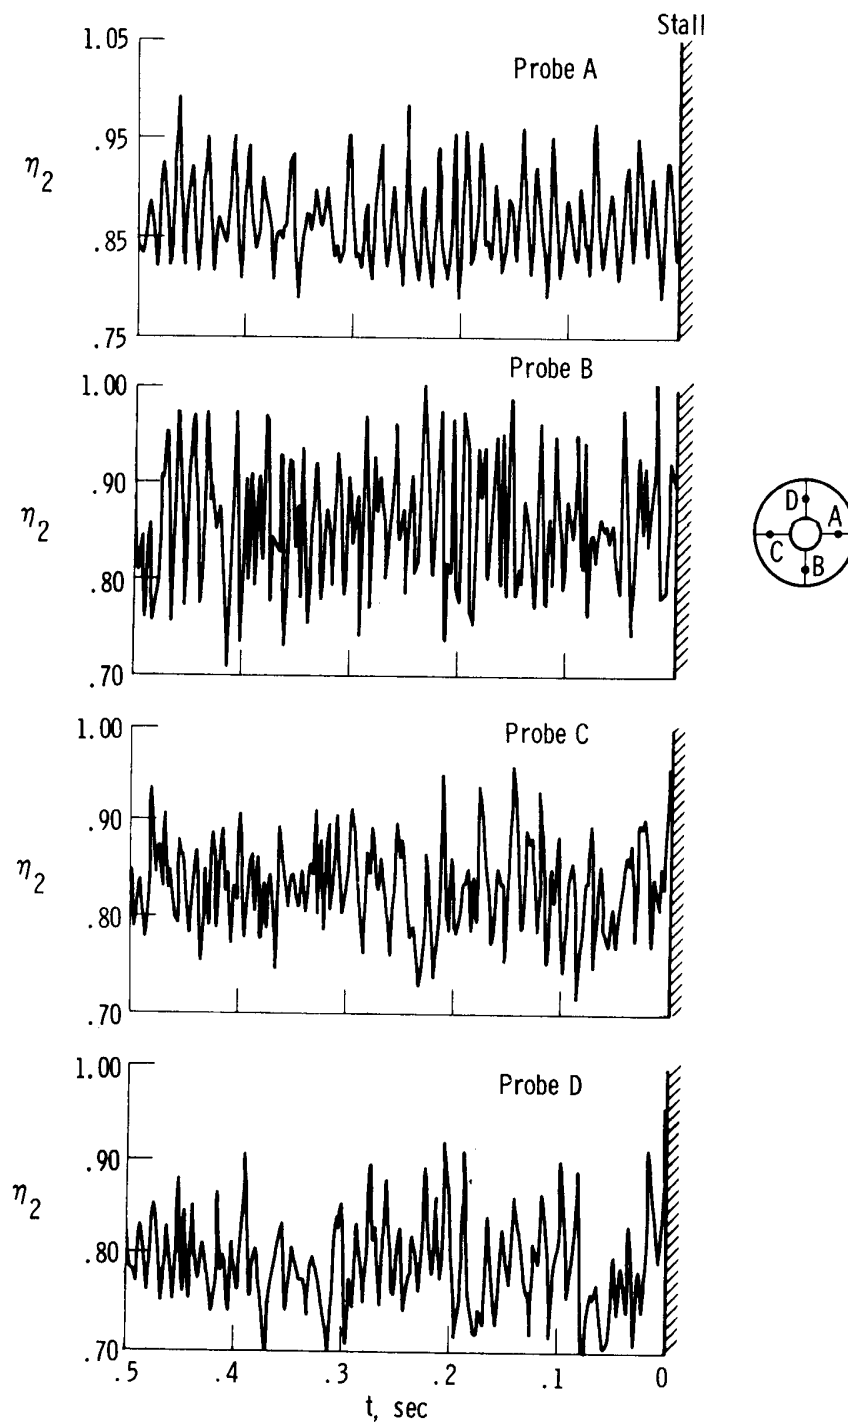 Stall
1.05
Probe A
.95
η2
.85
.75
Probe B
1.00
.90
η2
.80
.70
D
A
C
B
1.00
Probe C
.90
η2
.80
.70
1.00
Probe D
.90
η2
.80
.70
.5 .4 .3 .2 .1 0
t, sec